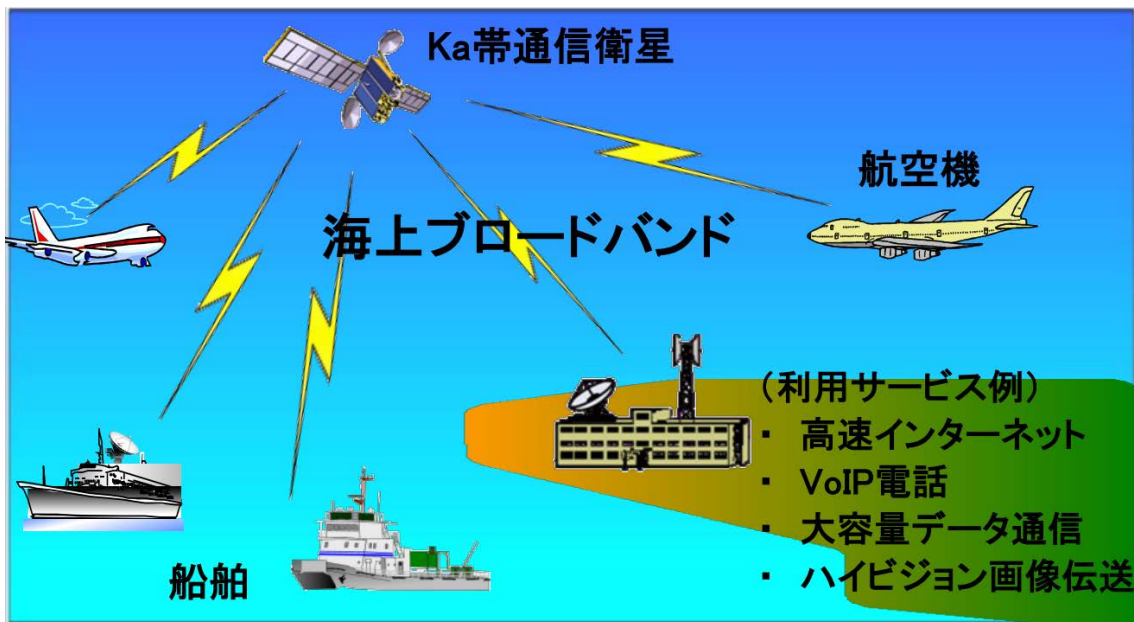 Ka帯通信衛星
航空機
海上ブロードバンド
(利用サービス例)
・ 高速インターネット
・ VoIP電話
・ 大容量データ通信
・ ハイビジョン画像伝送
船舶